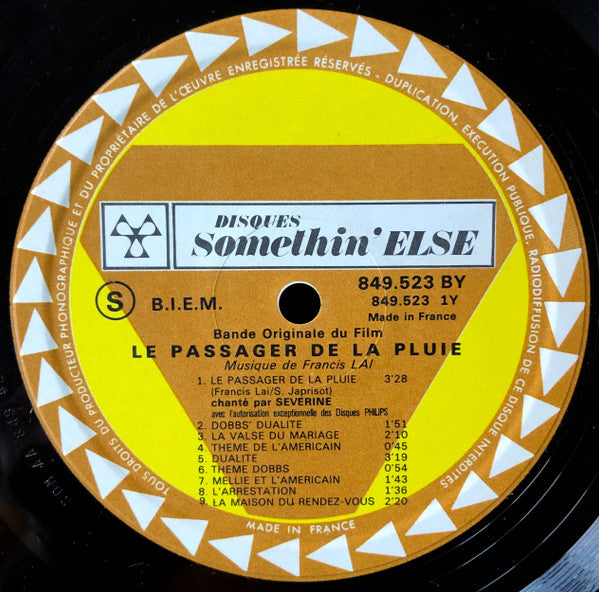 TOUS DROITS DU PRODUCTEUR PHONOGRAPHIQUE ET DU PROPRIÉTAIRE DE L'ŒUVRE ENREGISTRÉE RÉSERVÉS - DUPLICATION, EXECUTION PUBLIQUE, RADIODIFFUSION DE CE DISQUE INTERDITES
DISQUES
Somethin' ELSE
S B.I.E.M.
849.523 BY
849.523 1Y
Made in France
Bande Originale du Film
LE PASSAGER DE LA PLUIE
Musique de Francis LAI
1. LE PASSAGER DE LA PLUIE 3'28
(Francis Lai/S. Japrisot)
chanté par SEVERINE
avec l'autorisation exceptionnelle des Disques PHILIPS
2. DOBBS' DUALITE 1'51
3. LA VALSE DU MARIAGE 2'10
4. THEME DE L'AMERICAIN 0'45
5. DUALITE 3'19
6. THEME DOBBS 0'54
7. MELLIE ET L'AMERICAIN 1'43
8. L'ARRESTATION 1'36
9. LA MAISON DU RENDEZ-VOUS 2'20
MADE IN FRANCE